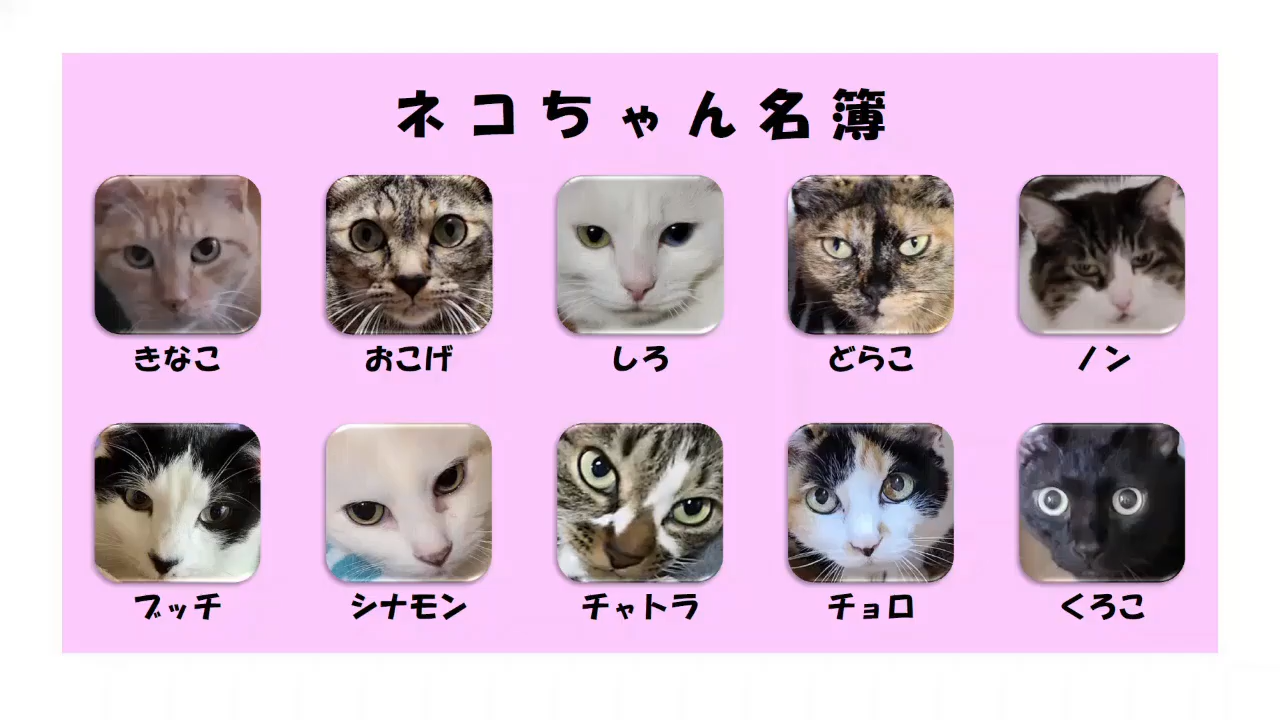 ネコちゃん名簿
きなこ
おこげ
しろ
どらこ
ノン
ブッチ
シナモン
チャトラ
チョロ
くろこ